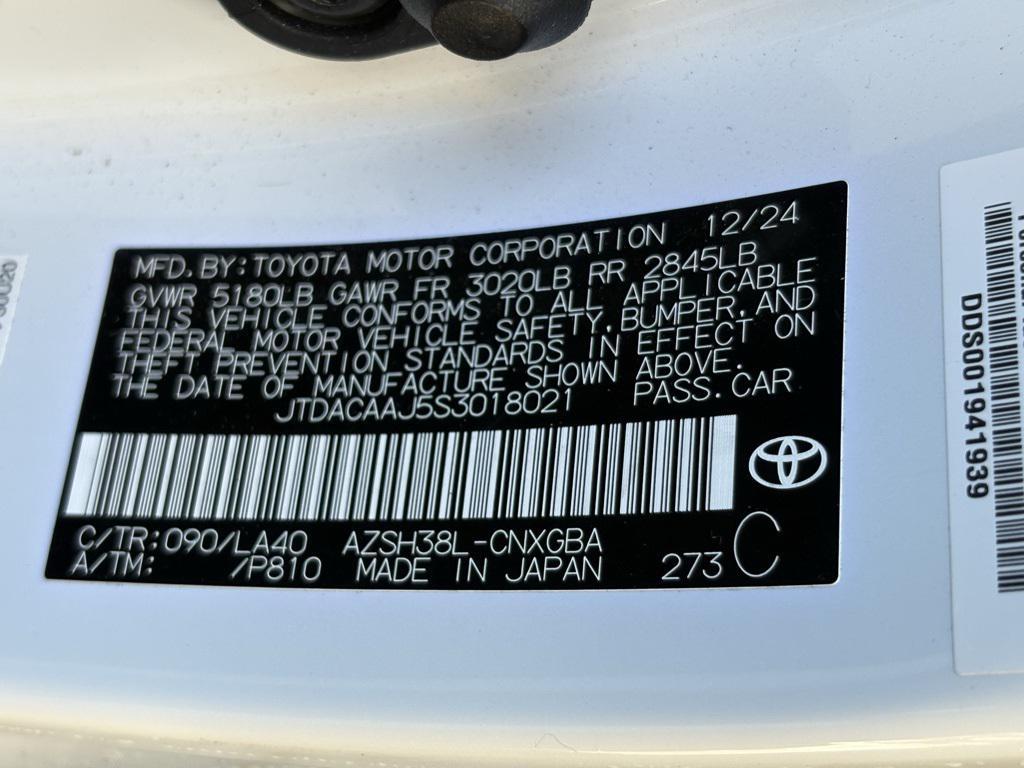 MFD. BY: TOYOTA MOTOR CORPORATION 12/24
GVWR 5180LB GAWR FR 3020LB RR 2845LB
THIS VEHICLE CONFORMS TO ALL APPLICABLE
FEDERAL MOTOR VEHICLE SAFETY, BUMPER, AND
THEFT PREVENTION STANDARDS IN EFFECT ON
THE DATE OF MANUFACTURE SHOWN ABOVE.
JTDACAAJ5S3018021 PASS. CAR
C/TR: 090/LA40 AZSH38L-CNXGBA
A/TM: /P810 MADE IN JAPAN 273 C
DDS001941939